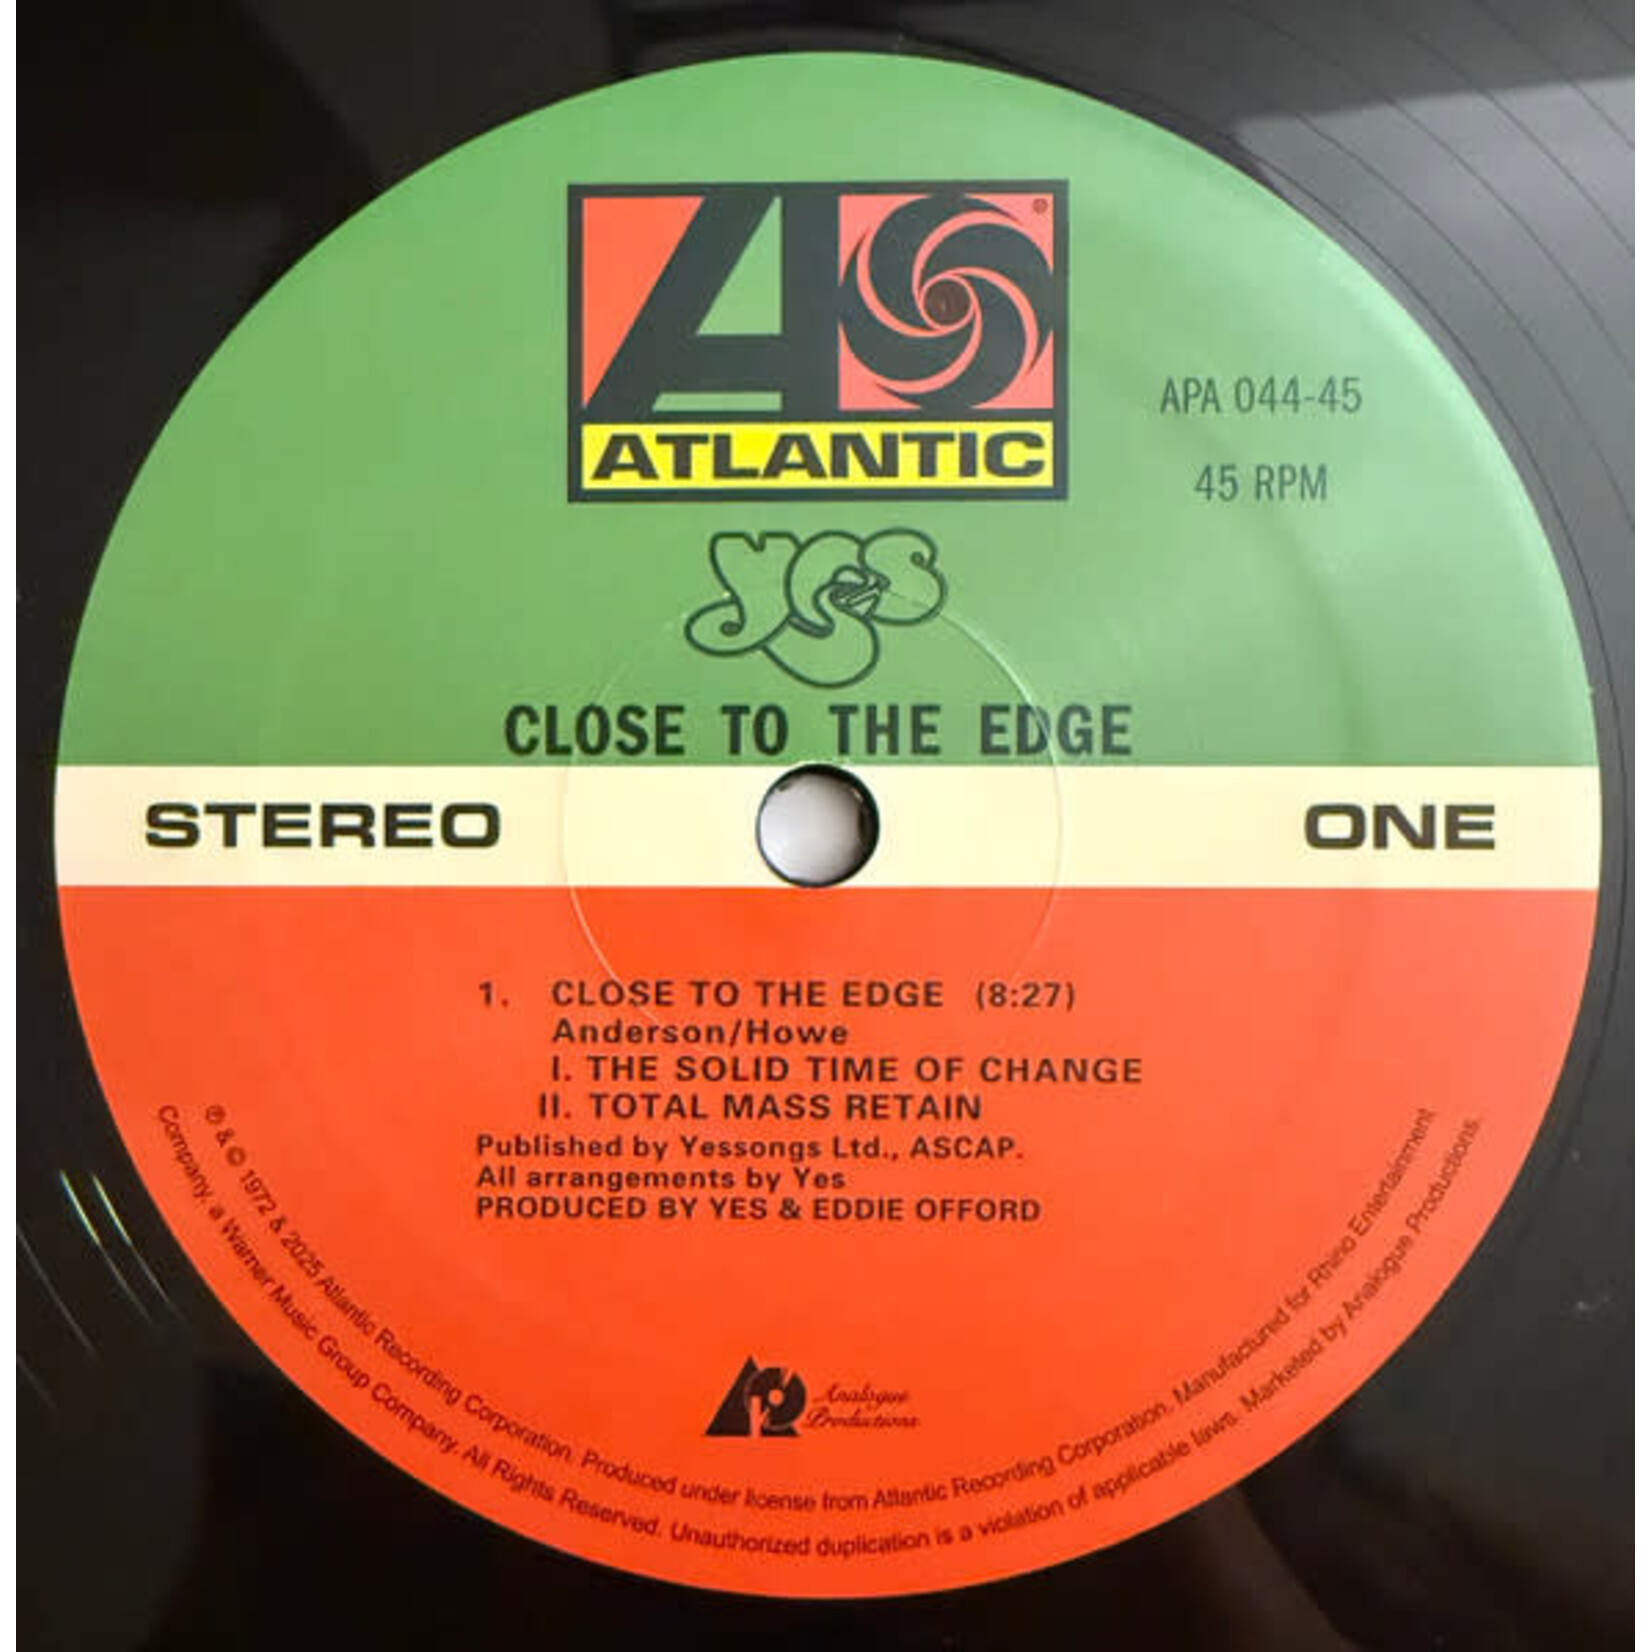 ®
ATLANTIC
APA 044-45
45 RPM
yes
CLOSE TO THE EDGE
STEREO
ONE
1. CLOSE TO THE EDGE (8:27)
Anderson/Howe
I. THE SOLID TIME OF CHANGE
II. TOTAL MASS RETAIN
Published by Yessongs Ltd., ASCAP.
All arrangements by Yes
PRODUCED BY YES & EDDIE OFFORD
Analogue
Productions
℗ & © 1972 & 2025 Atlantic Recording Corporation. Produced under license from Atlantic Recording Corporation. Manufactured for Rhino Entertainment
Company, a Warner Music Group Company. All Rights Reserved. Unauthorized duplication is a violation of applicable laws. Marketed by Analogue Productions.